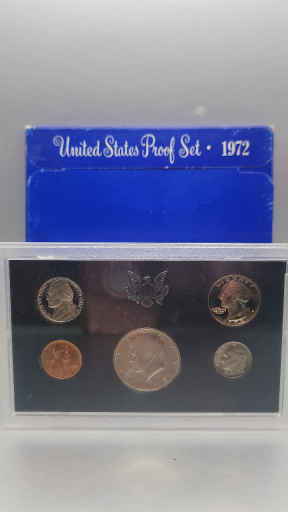 United States Proof Set · 1972